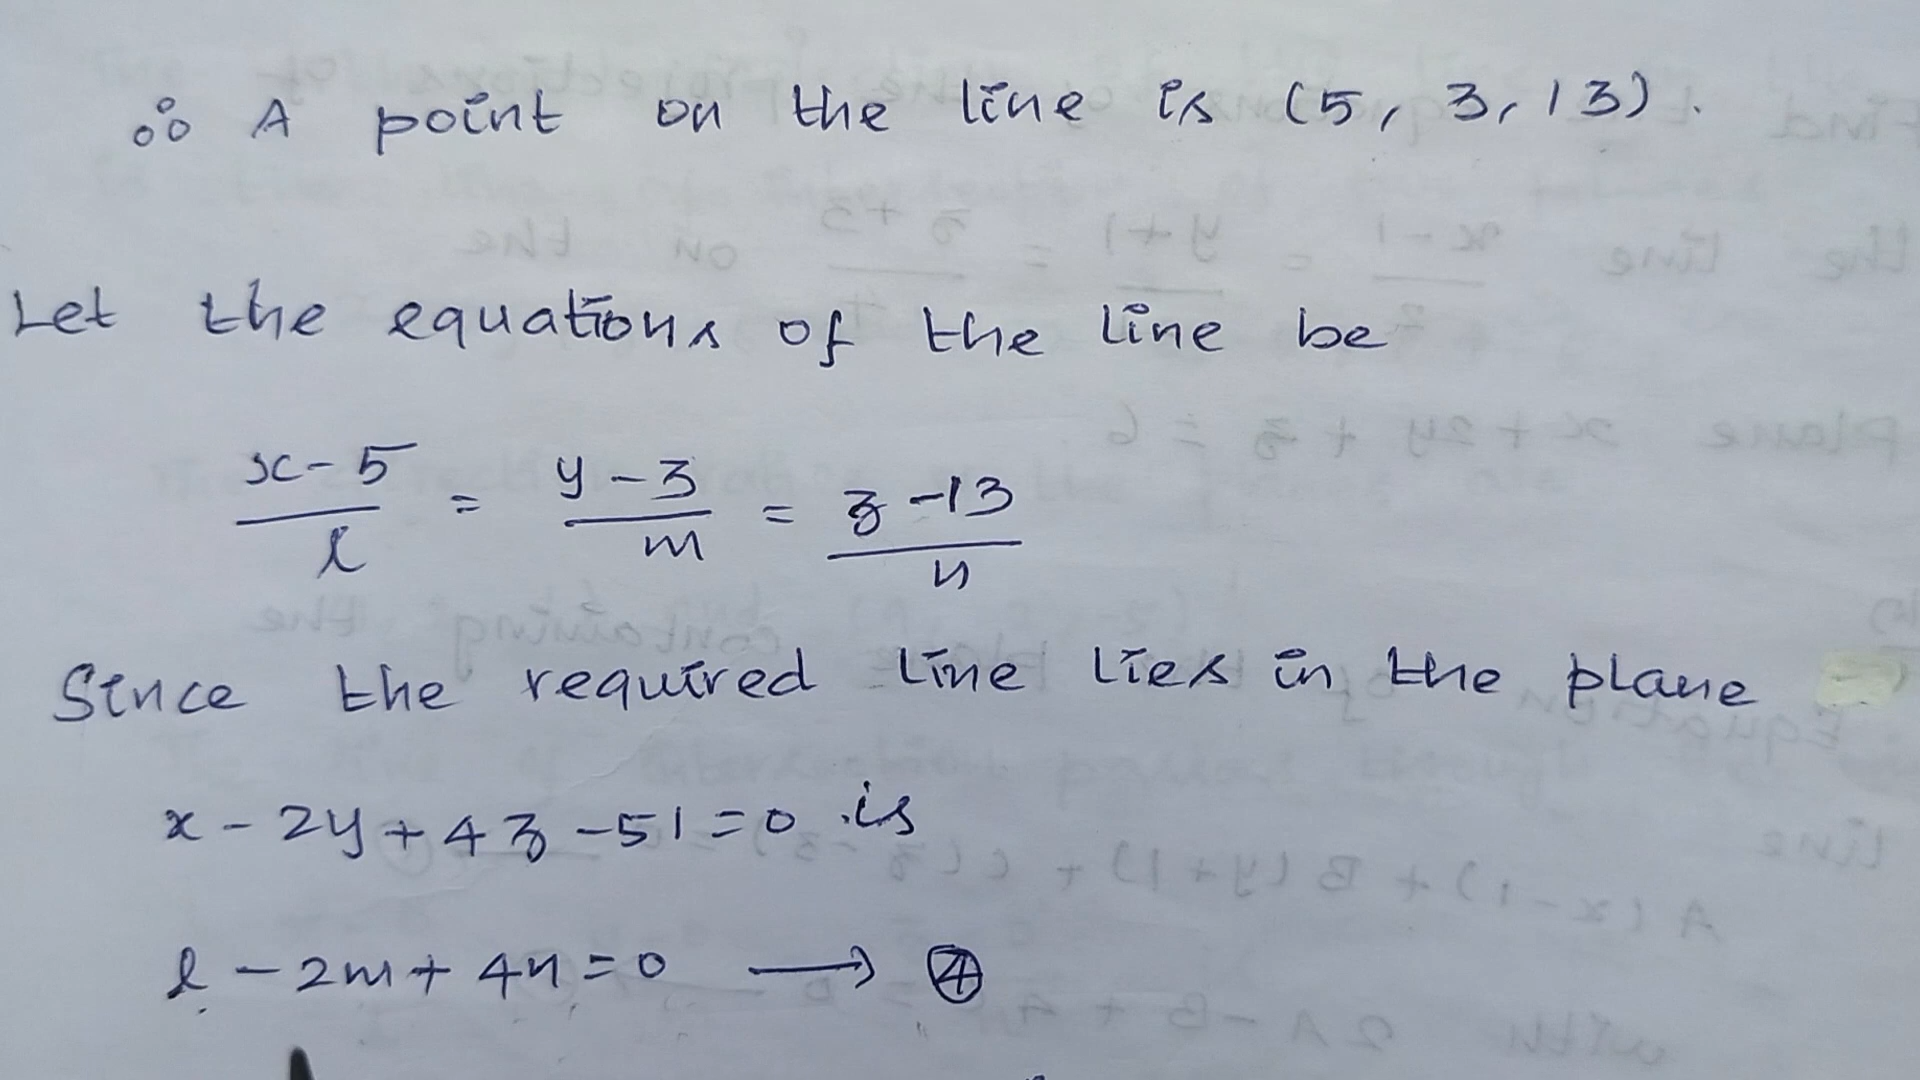 ∴ A point on the line is (5, 3, 13).
Let the equations of the line be
x-5/l = y-3/m = z-13/n
Since the required line lies in the plane
x - 2y + 4z - 51 = 0 is
l - 2m + 4n = 0 → ④